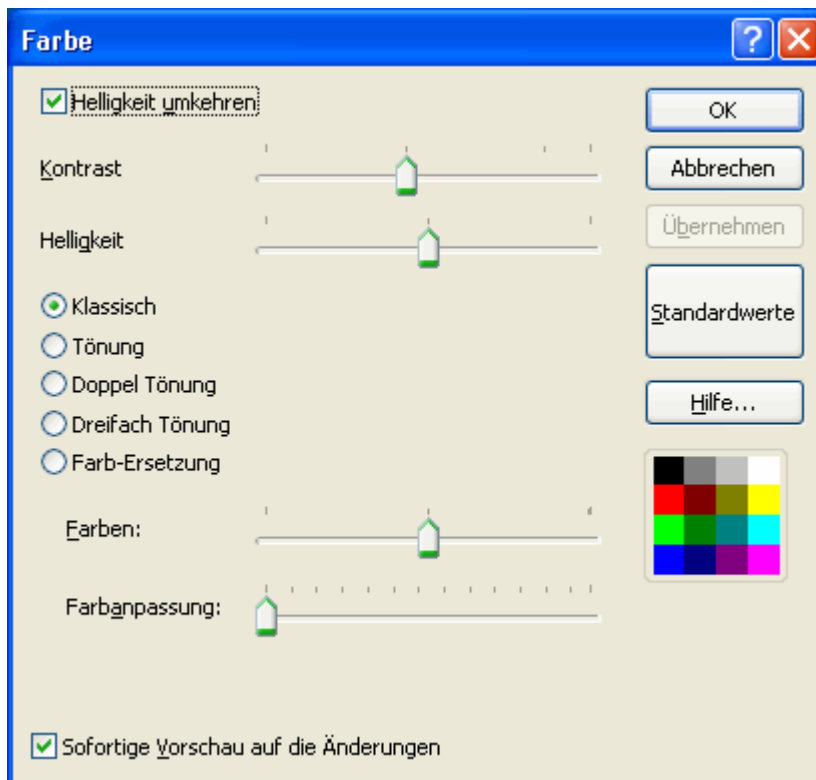 Farbe
Helligkeit umkehren
OK
Kontrast
Abbrechen
Übernehmen
Helligkeit
Klassisch
Standardwerte
Tönung
Doppel Tönung
Hilfe...
Dreifach Tönung
Farb-Ersetzung
Farben:
Farbanpassung:
Sofortige Vorschau auf die Änderungen